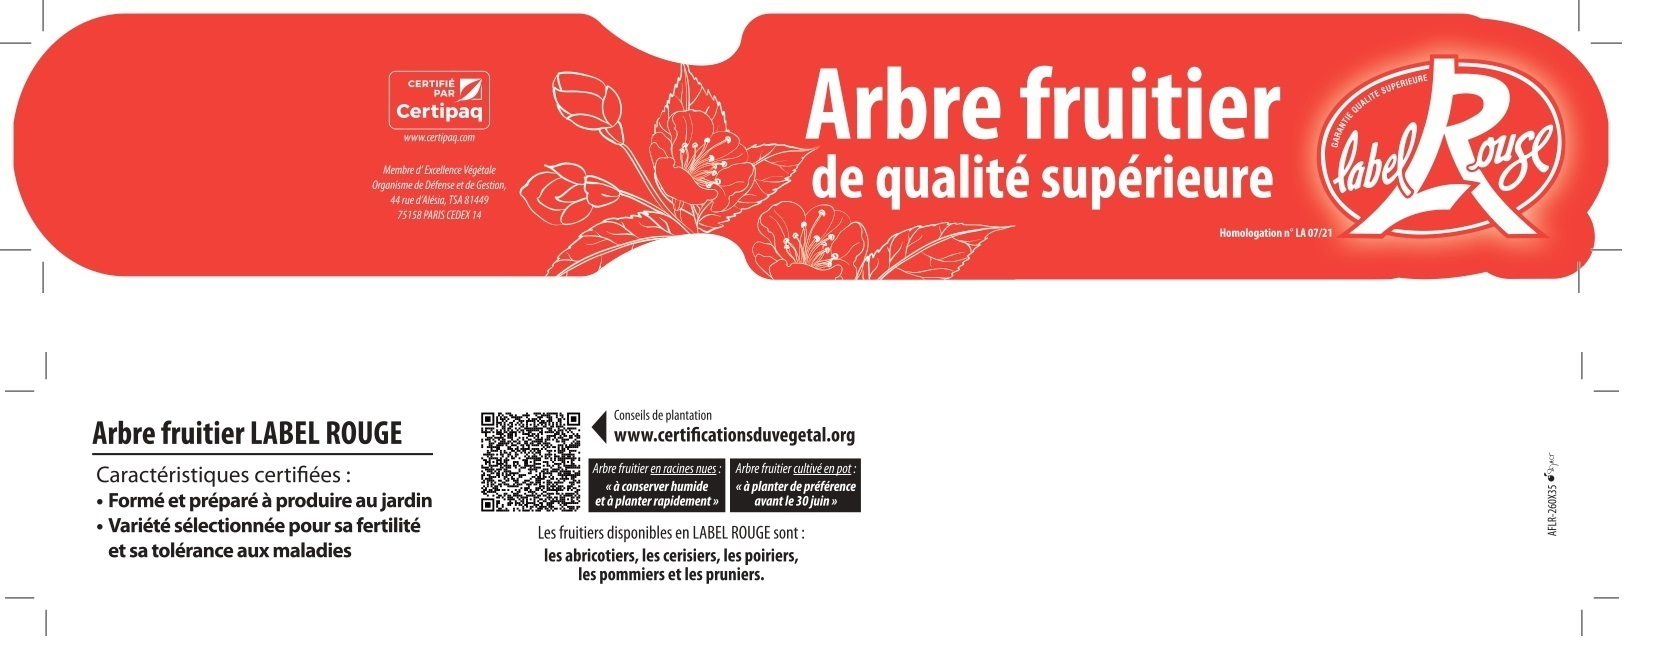 CERTIFIÉ
PAR
Certipaq
www.certipaq.com
Membre d' Excellence Végétale
Organisme de Défense et de Gestion,
44 rue d'Alésia, TSA 81449
75158 PARIS CEDEX 14
Arbre fruitier
de qualité supérieure
Homologation n° LA 07/21
GARANTIE QUALITE SUPERIEURE
label Rouge
Arbre fruitier LABEL ROUGE
Caractéristiques certifiées :
• Formé et préparé à produire au jardin
• Variété sélectionnée pour sa fertilité
et sa tolérance aux maladies
Conseils de plantation
www.certificationsduvegetal.org
Arbre fruitier en racines nues :
« à conserver humide
et à planter rapidement »
Arbre fruitier cultivé en pot :
« à planter de préférence
avant le 30 juin »
Les fruitiers disponibles en LABEL ROUGE sont :
les abricotiers, les cerisiers, les poiriers,
les pommiers et les pruniers.
AFLR-260X35